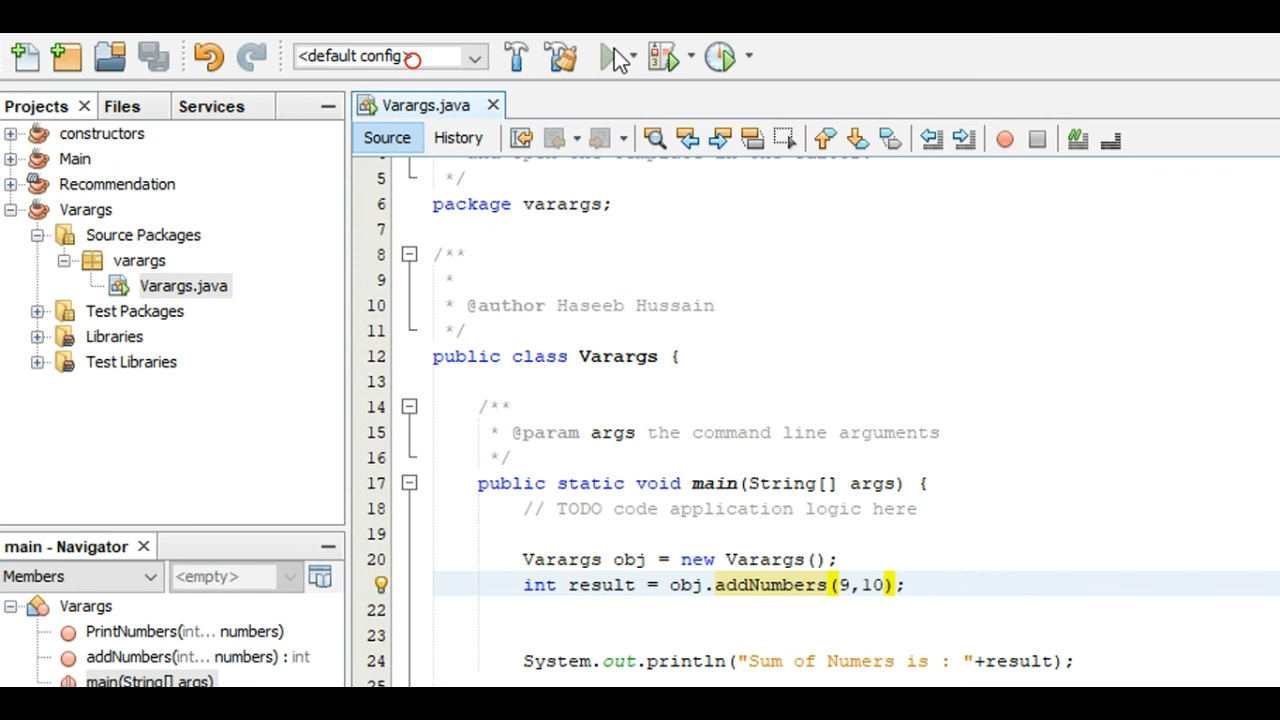 <default config>
Projects
Files
Services
constructors
Main
Recommendation
Varargs
Source Packages
varargs
Varargs.java
Test Packages
Libraries
Test Libraries
main - Navigator
Members
<empty>
Varargs
PrintNumbers(int... numbers)
addNumbers(int... numbers) : int
main(String[] args)
Varargs.java
Source
History
5 */
6 package varargs;
7
8 /**
9 *
10 * @author Haseeb Hussain
11 */
12 public class Varargs {
13
14 /**
15 * @param args the command line arguments
16 */
17 public static void main(String[] args) {
18 // TODO code application logic here
19
20 Varargs obj = new Varargs();
int result = obj.addNumbers(9,10);
22
23
24 System.out.println("Sum of Numers is : "+result);
25